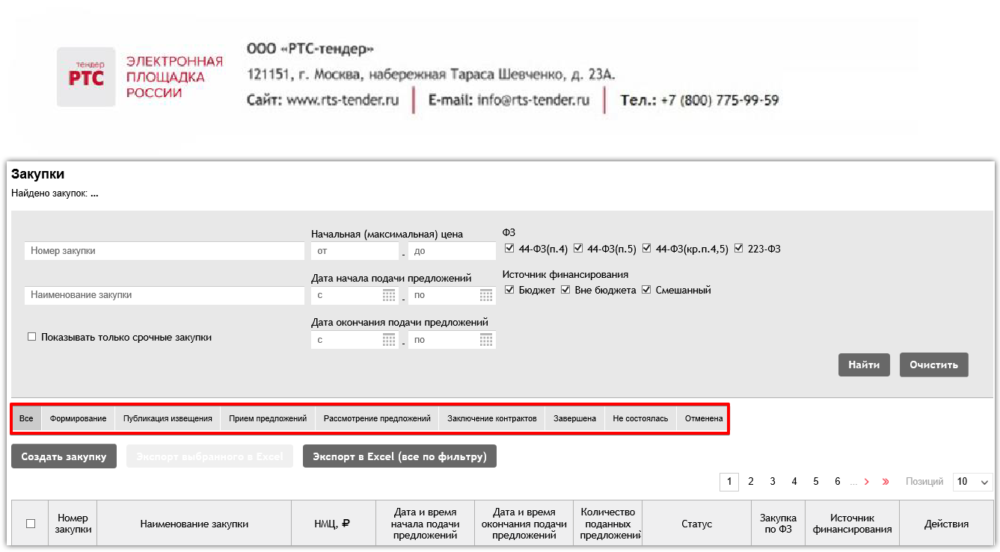 тендер
РТС
ЭЛЕКТРОННАЯ
ПЛОЩАДКА
РОССИИ
ООО «РТС-тендер»
121151, г. Москва, набережная Тараса Шевченко, д. 23А.
Сайт: www.rts-tender.ru E-mail: info@rts-tender.ru Тел.: +7 (800) 775-99-59
Закупки
Найдено закупок: ...
Начальная (максимальная) цена ФЗ
Номер закупки от - до 44-ФЗ(п.4) 44-ФЗ(п.5) 44-ФЗ(кр.п.4,5) 223-ФЗ
Дата начала подачи предложений Источник финансирования
Наименование закупки с - по Бюджет Вне бюджета Смешанный
Дата окончания подачи предложений
Показывать только срочные закупки с - по
Найти Очистить
Все Формирование Публикация извещения Прием предложений Рассмотрение предложений Заключение контрактов Завершена Не состоялась Отменена
Создать закупку Экспорт выбранного в Excel Экспорт в Excel (все по фильтру)
1 2 3 4 5 6 ... › » Позиций 10
Номер закупки
Наименование закупки
НМЦ, ₽
Дата и время начала подачи предложений
Дата и время окончания подачи предложений
Количество поданных предложений
Статус
Закупка по ФЗ
Источник финансирования
Действия